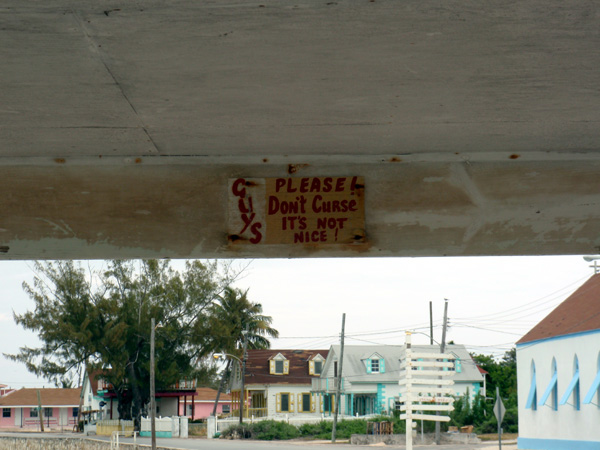 GUYS
PLEASE!
DON'T CURSE
IT'S NOT
NICE!